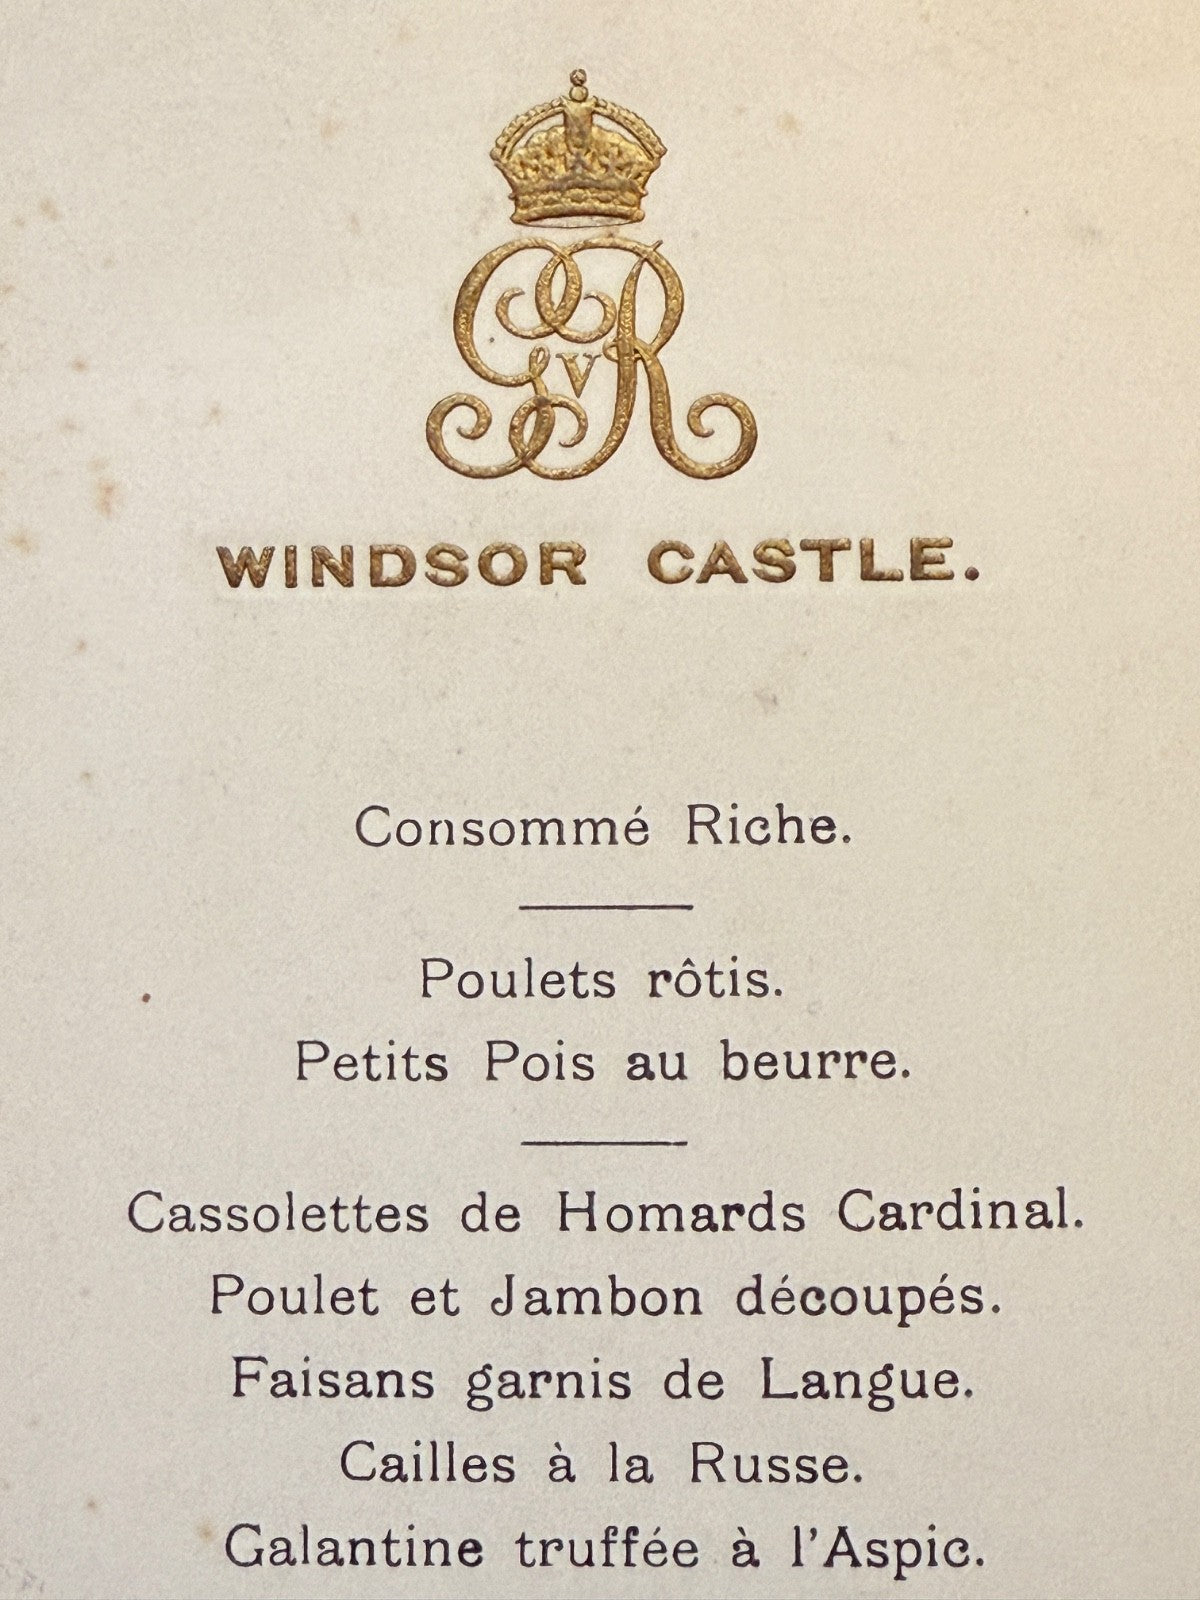 GvR
WINDSOR CASTLE.
Consommé Riche.
Poulets rôtis.
Petits Pois au beurre.
Cassolettes de Homards Cardinal.
Poulet et Jambon découpés.
Faisans garnis de Langue.
Cailles à la Russe.
Galantine truffée à l'Aspic.